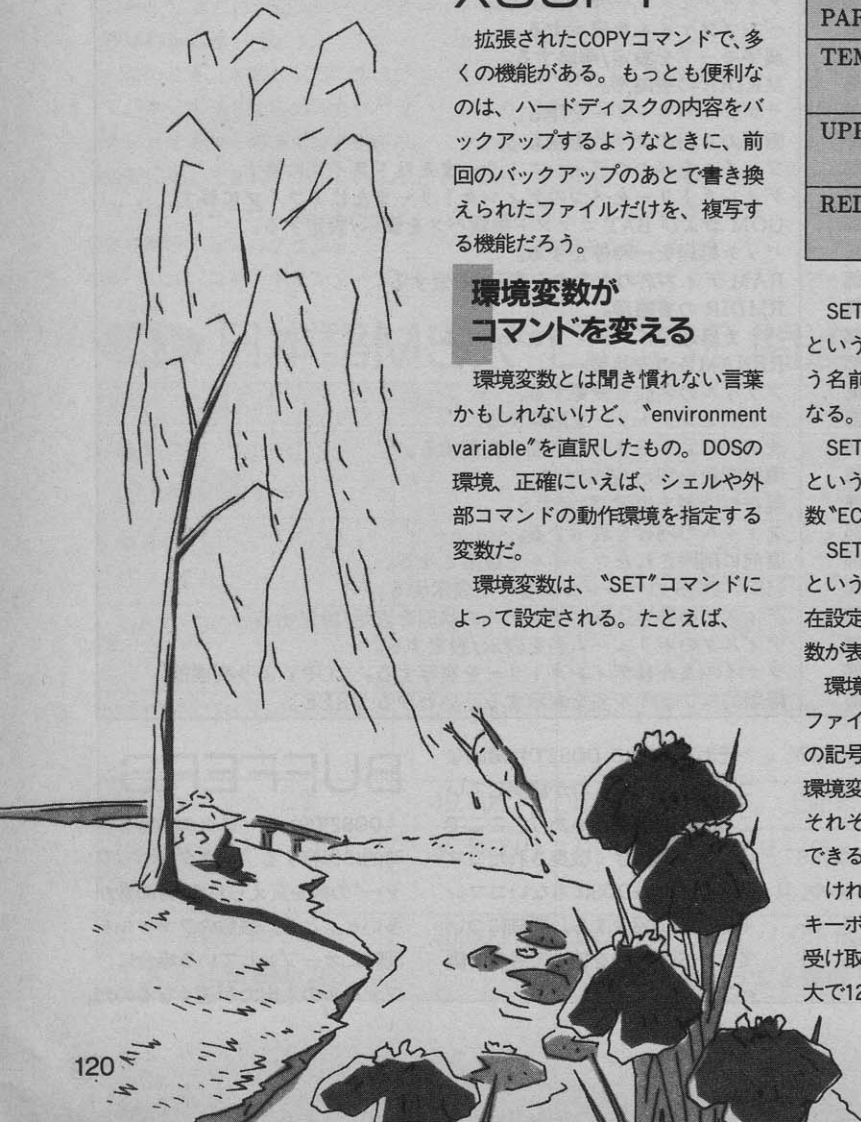 拡張されたCOPYコマンドで、多
くの機能がある。もっとも便利な
のは、ハードディスクの内容をバ
ックアップするようなときに、前
回のバックアップのあとで書き換
えられたファイルだけを、複写す
る機能だろう。
環境変数が
コマンドを変える
環境変数とは聞き慣れない言葉
かもしれないけど、〝environment
variable″を直訳したもの。DOSの
環境、正確にいえば、シェルや外
部コマンドの動作環境を指定する
変数だ。
環境変数は、〝SET″コマンドに
よって設定される。たとえば、
PAR
TEM
UPP
SET
という
う名前
なる。
SET
という
数〝EC
SET
という
在設定
数が表
環境
ファイ
の記号
環境変
それぞ
できる
けれ
キーボ
受け取
大で12
120